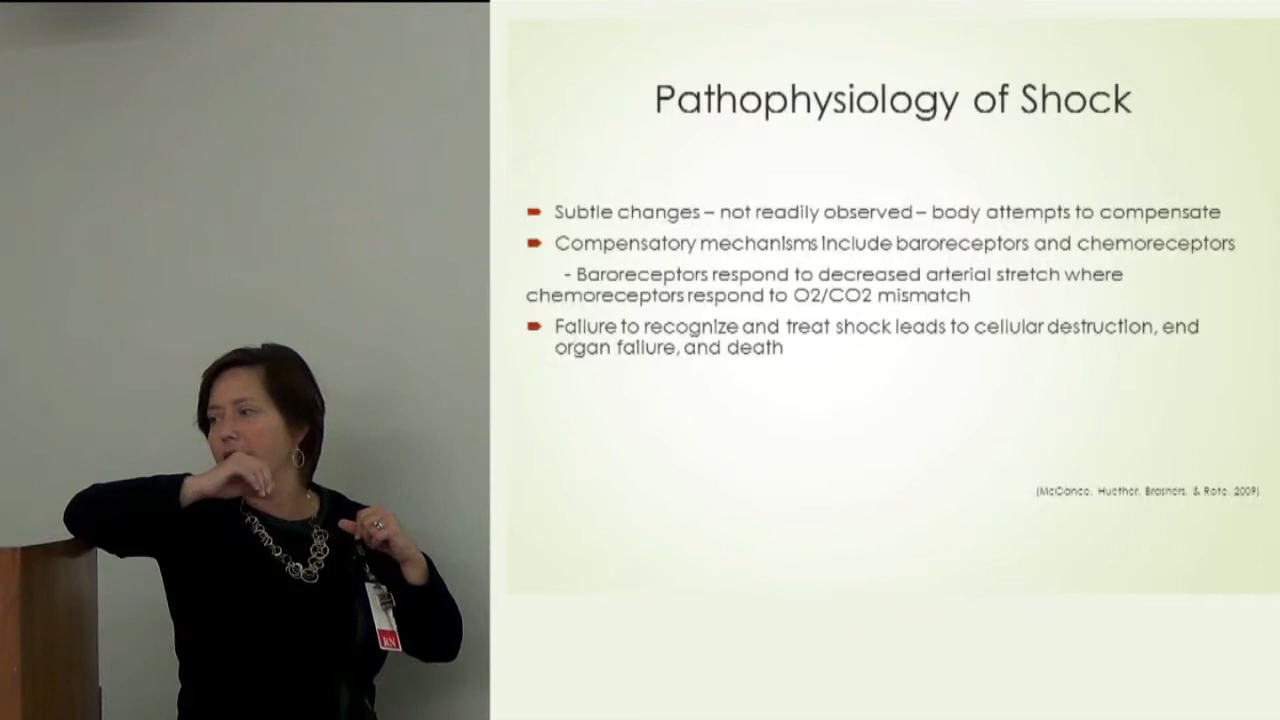 Pathophysiology of Shock
Subtle changes – not readily observed – body attempts to compensate
Compensatory mechanisms include baroreceptors and chemoreceptors
- Baroreceptors respond to decreased arterial stretch where
chemoreceptors respond to O2/CO2 mismatch
Failure to recognize and treat shock leads to cellular destruction, end
organ failure, and death
(McCance, Huether, Brashers, & Rote, 2009)
RN